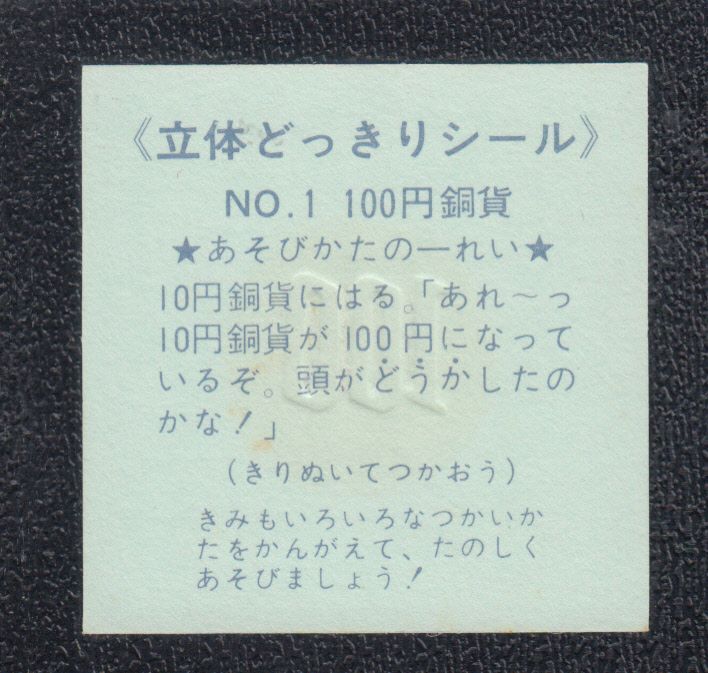 《立体どっきりシール》
NO.1 100円銅貨
★あそびかたの一れい★
10円銅貨にはる。「あれ〜っ
10円銅貨が100円になって
いるぞ。頭がどうかしたの
かな!」
(きりぬいてつかおう)
きみもいろいろなつかいか
たをかんがえて、たのしく
あそびましょう!